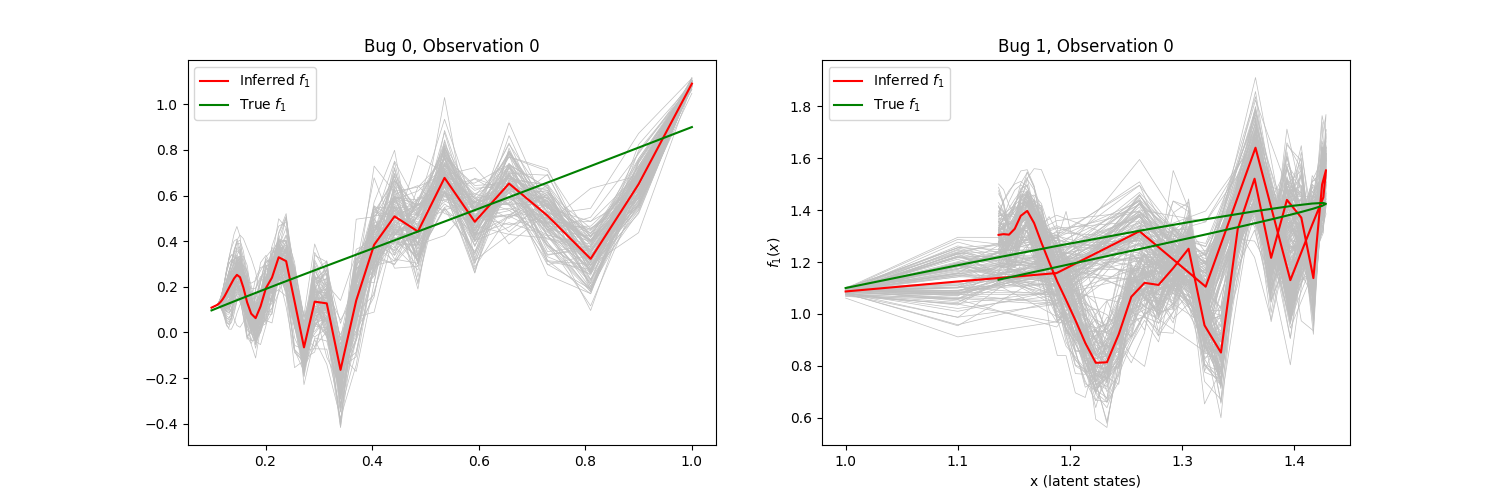 Bug 0, Observation 0
Inferred f₁
True f₁
1.0
0.8
0.6
0.4
0.2
0.0
−0.2
−0.4
0.2 0.4 0.6 0.8 1.0
Bug 1, Observation 0
Inferred f₁
True f₁
f₁(x)
1.8
1.6
1.4
1.2
1.0
0.8
0.6
1.0 1.1 1.2 1.3 1.4
x (latent states)